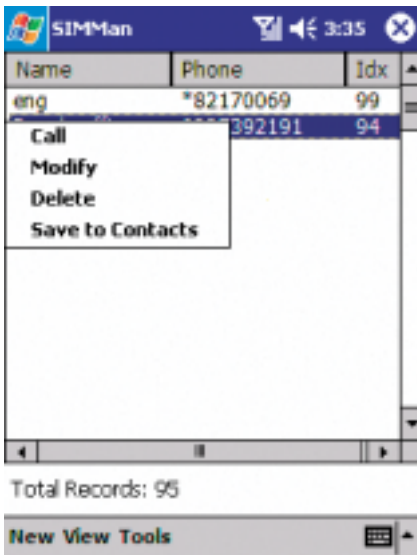 SIMMan 3:35
Name Phone Idx
eng *82170069 99
392191 94
Call
Modify
Delete
Save to Contacts
Total Records: 95
New View Tools